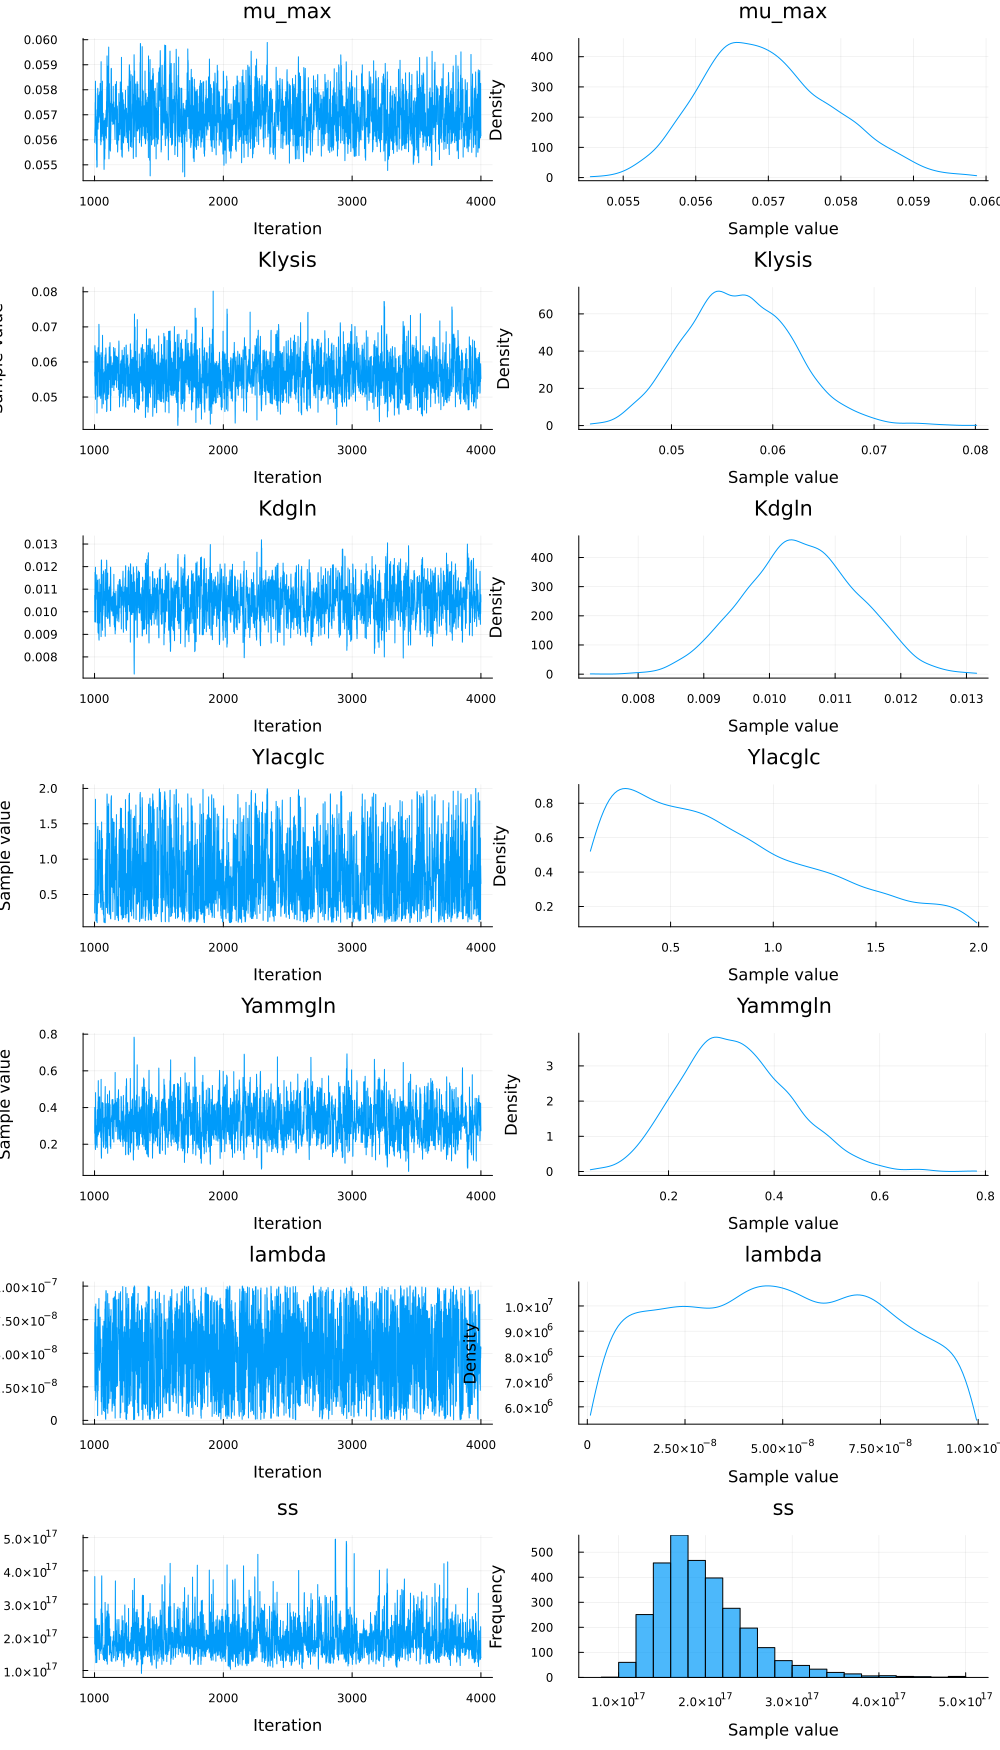 mu_max mu_max
0.060
0.059
0.058
0.057
0.056
0.055
1000 2000 3000 4000
Iteration
Density
400
300
200
100
0
0.055 0.056 0.057 0.058 0.059 0.060
Sample value
Klysis Klysis
Sample value
0.08
0.07
0.06
0.05
1000 2000 3000 4000
Iteration
Density
60
40
20
0
0.05 0.06 0.07 0.08
Sample value
Kdgln Kdgln
0.013
0.012
0.011
0.010
0.009
0.008
1000 2000 3000 4000
Iteration
Density
400
300
200
100
0
0.008 0.009 0.010 0.011 0.012 0.013
Sample value
Ylacglc Ylacglc
Sample value
2.0
1.5
1.0
0.5
1000 2000 3000 4000
Iteration
Density
0.8
0.6
0.4
0.2
0.5 1.0 1.5 2.0
Sample value
Yammgln Yammgln
Sample value
0.8
0.6
0.4
0.2
1000 2000 3000 4000
Iteration
Density
3
2
1
0
0.2 0.4 0.6 0.8
Sample value
lambda lambda
.00×10⁻⁷
.50×10⁻⁸
.00×10⁻⁸
.50×10⁻⁸
0
1000 2000 3000 4000
Iteration
Density
1.0×10⁷
9.0×10⁶
8.0×10⁶
7.0×10⁶
6.0×10⁶
0 2.50×10⁻⁸ 5.00×10⁻⁸ 7.50×10⁻⁸ 1.00×10⁻
Sample value
ss ss
5.0×10¹⁷
4.0×10¹⁷
3.0×10¹⁷
2.0×10¹⁷
1.0×10¹⁷
1000 2000 3000 4000
Iteration
Frequency
500
400
300
200
100
0
1.0×10¹⁷ 2.0×10¹⁷ 3.0×10¹⁷ 4.0×10¹⁷ 5.0×10¹⁷
Sample value